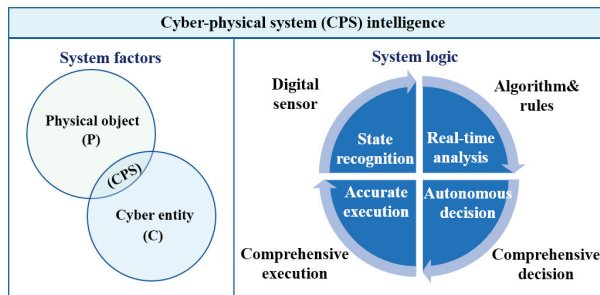 Cyber-physical system (CPS) intelligence
System factors
Physical object
(P)
(CPS)
Cyber entity
(C)
System logic
Digital
sensor
Algorithm&
rules
State
recognition
Real-time
analysis
Accurate
execution
Autonomous
decision
Comprehensive
execution
Comprehensive
decision